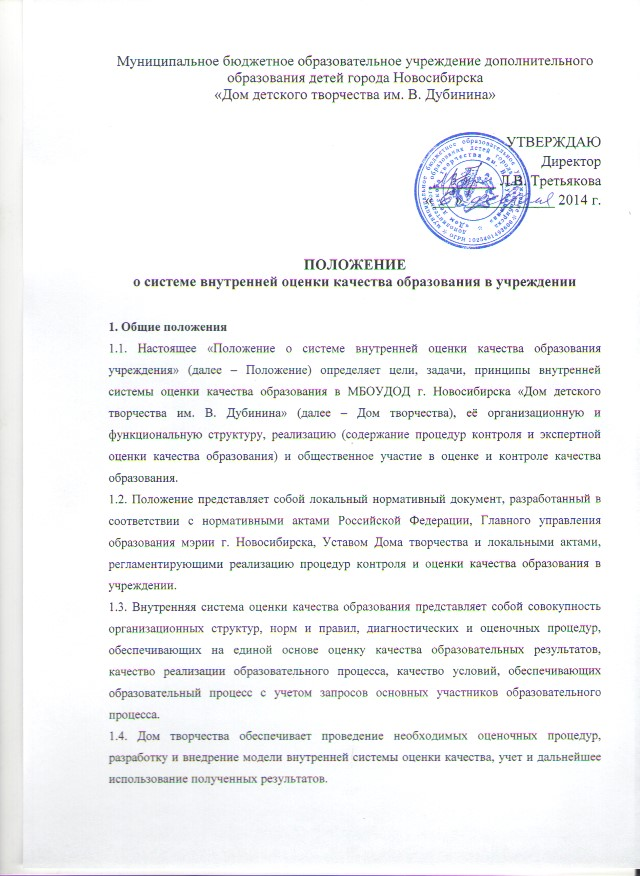 Муниципальное бюджетное образовательное учреждение дополнительного
образования детей города Новосибирска
«Дом детского творчества им. В. Дубинина»
УТВЕРЖДАЮ
Директор
Л.В. Третьякова
2014 г.
ПОЛОЖЕНИЕ
о системе внутренней оценки качества образования в учреждении
1. Общие положения
1.1. Настоящее «Положение о системе внутренней оценки качества образования
учреждения» (далее – Положение) определяет цели, задачи, принципы внутренней
системы оценки качества образования в МБОУДОД г. Новосибирска «Дом детского
творчества им. В. Дубинина» (далее – Дом творчества), её организационную и
функциональную структуру, реализацию (содержание процедур контроля и экспертной
оценки качества образования) и общественное участие в оценке и контроле качества
образования.
1.2. Положение представляет собой локальный нормативный документ, разработанный в
соответствии с нормативными актами Российской Федерации, Главного управления
образования мэрии г. Новосибирска, Уставом Дома творчества и локальными актами,
регламентирующими реализацию процедур контроля и оценки качества образования в
учреждении.
1.3. Внутренняя система оценки качества образования представляет собой совокупность
организационных структур, норм и правил, диагностических и оценочных процедур,
обеспечивающих на единой основе оценку качества образовательных результатов,
качество реализации образовательного процесса, качество условий, обеспечивающих
образовательный процесс с учетом запросов основных участников образовательного
процесса.
1.4. Дом творчества обеспечивает проведение необходимых оценочных процедур,
разработку и внедрение модели внутренней системы оценки качества, учет и дальнейшее
использование полученных результатов.